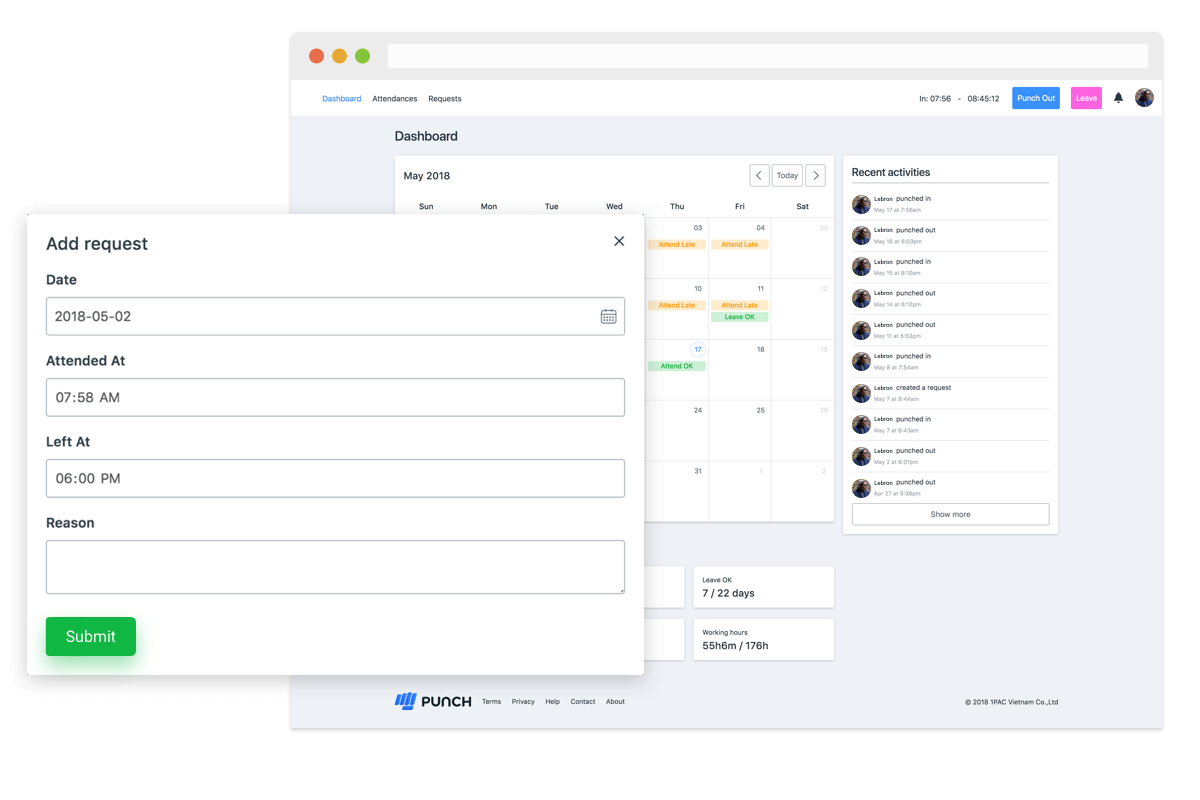 Dashboard Attendances Requests
In: 07:56 - 08:45:12
Punch Out
Leave
Dashboard
May 2018
Today
Sun Mon Tue Wed Thu Fri Sat
03 04 05
Attend Late Attend Late
10 11 12
Attend Late Attend Late
Leave OK
17 18 19
Attend OK
24 25 26
31 1 2
Recent activities
Lebron punched in
May 17 at 7:56am
Lebron punched out
May 16 at 6:03pm
Lebron punched in
May 15 at 8:10am
Lebron punched out
May 14 at 8:12pm
Lebron punched out
May 11 at 5:53pm
Lebron punched in
May 8 at 7:54am
Lebron created a request
May 7 at 8:44am
Lebron punched in
May 7 at 8:43am
Lebron punched out
May 2 at 6:01pm
Lebron punched out
Apr 27 at 5:38pm
Show more
Add request
Date
2018-05-02
Attended At
07:58 AM
Left At
06:00 PM
Reason
Submit
Leave OK
7 / 22 days
Working hours
55h6m / 176h
PUNCH Terms Privacy Help Contact About
© 2018 1PAC Vietnam Co.,Ltd